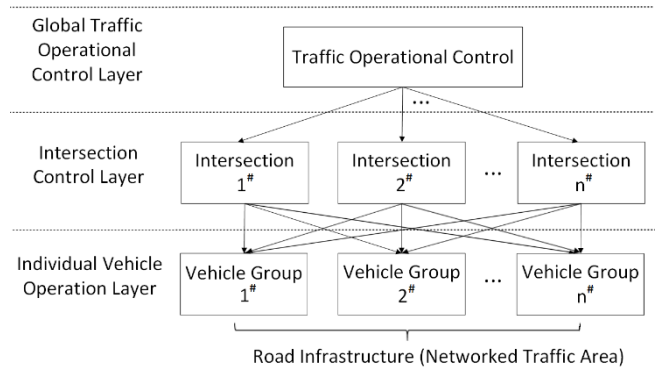 Global Traffic
Operational
Control Layer
Traffic Operational Control
...
Intersection
Control Layer
Intersection
1#
Intersection
2#
...
Intersection
n#
Individual Vehicle
Operation Layer
Vehicle Group
1#
Vehicle Group
2#
...
Vehicle Group
n#
Road Infrastructure (Networked Traffic Area)